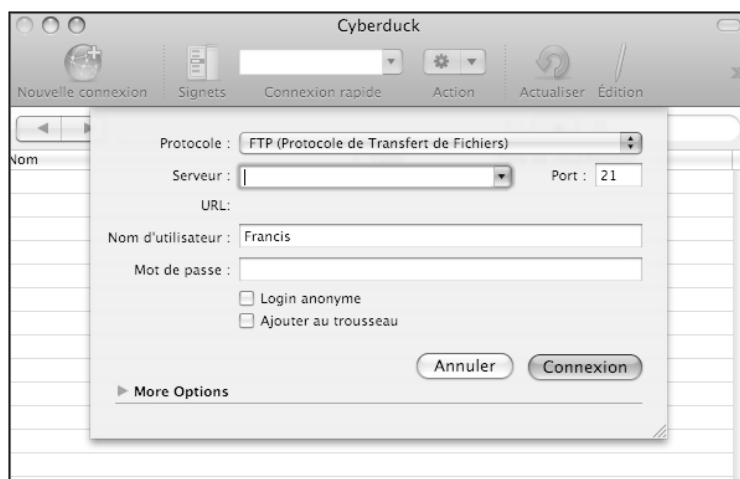 Cyberduck
Nouvelle connexion Signets Connexion rapide Action Actualiser Édition
Nom
Protocole : FTP (Protocole de Transfert de Fichiers)
Serveur : Port : 21
URL:
Nom d'utilisateur : Francis
Mot de passe :
Login anonyme
Ajouter au trousseau
Annuler Connexion
More Options